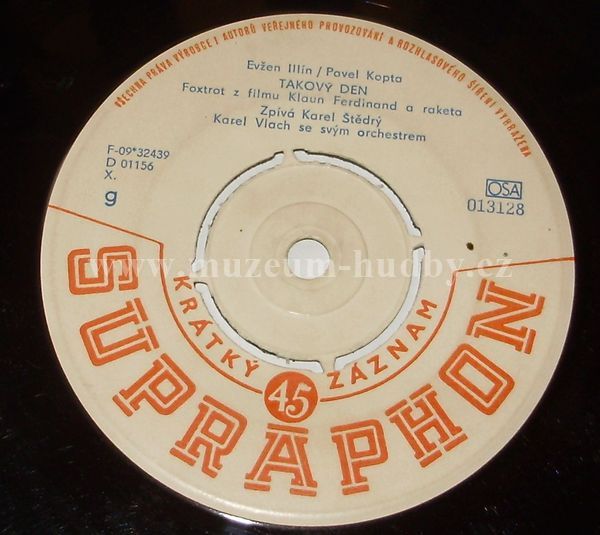 VŠECHNA PRÁVA VÝROBCE I AUTORŮ VEŘEJNÉHO PROVOZOVÁNÍ A ROZHLASOVÉHO ŠÍŘENÍ VYHRAŽENA
Evžen Illín / Pavel Kopta
TAKOVÝ DEN
Foxtrot z filmu Klaun Ferdinand a raketa
Zpívá Karel Štědrý
Karel Vlach se svým orchestrem
F-09*32439
D 01156
X.
g
OSA
013128
www.muzeum-hudby.cz
KRÁTKÝ 45 ZÁZNAM
SUPRAPHON